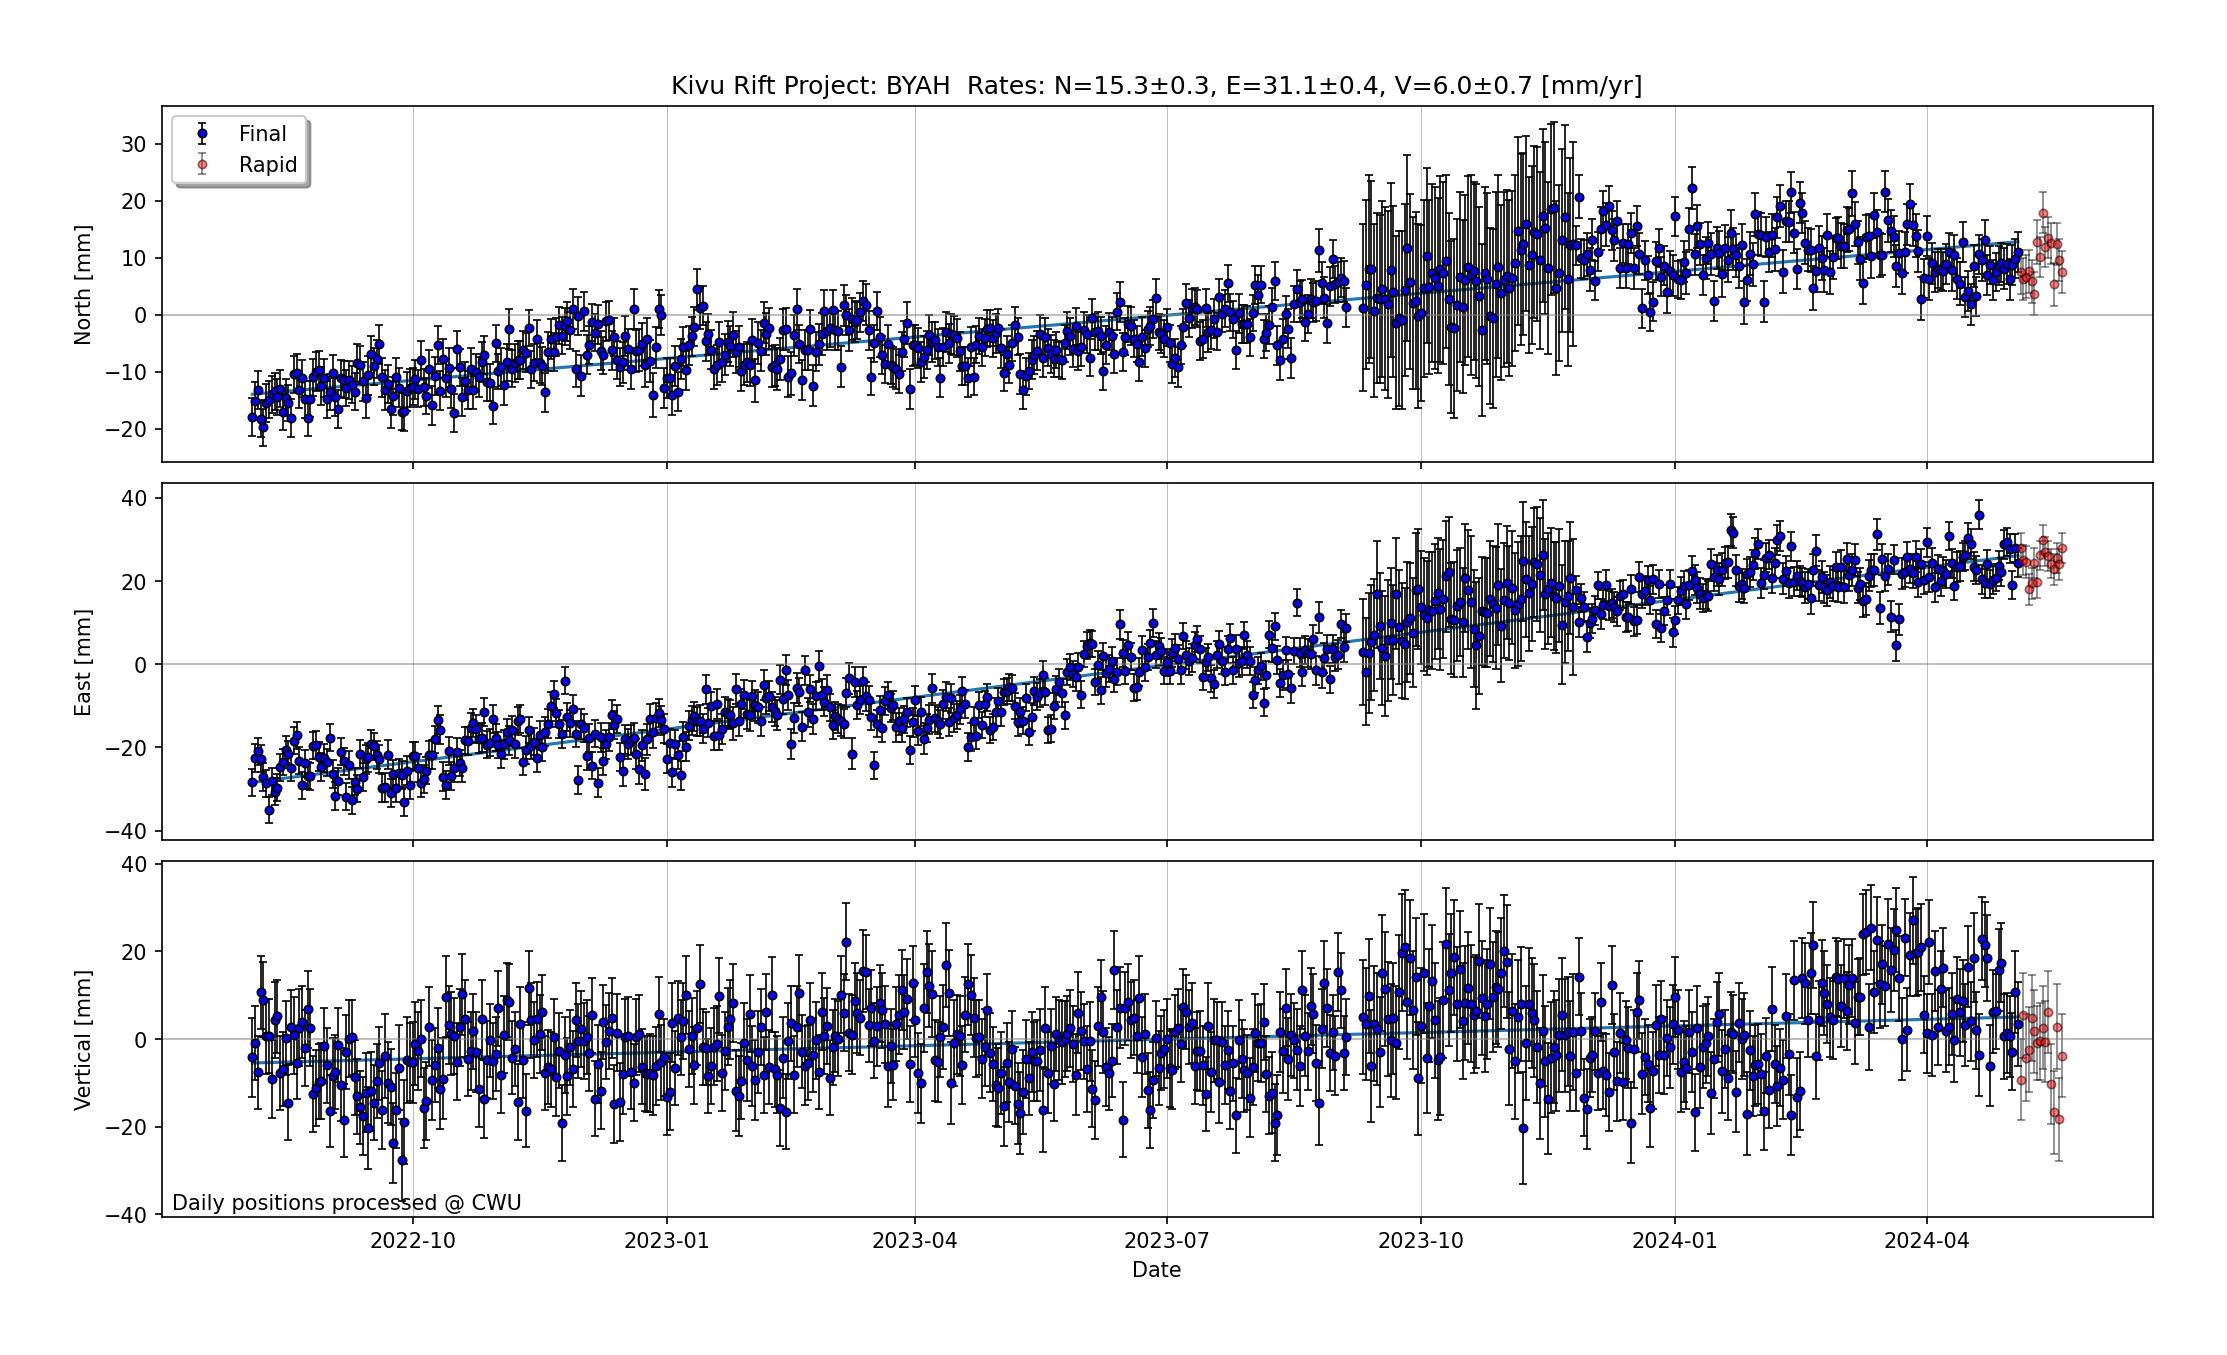 Kivu Rift Project: BYAH  Rates: N=15.3±0.3, E=31.1±0.4, V=6.0±0.7 [mm/yr]
Final
Rapid
North [mm]
30
20
10
0
−10
−20
East [mm]
40
20
0
−20
−40
Vertical [mm]
40
20
0
−20
−40
Daily positions processed @ CWU
2022-10 2023-01 2023-04 2023-07 2023-10 2024-01 2024-04
Date